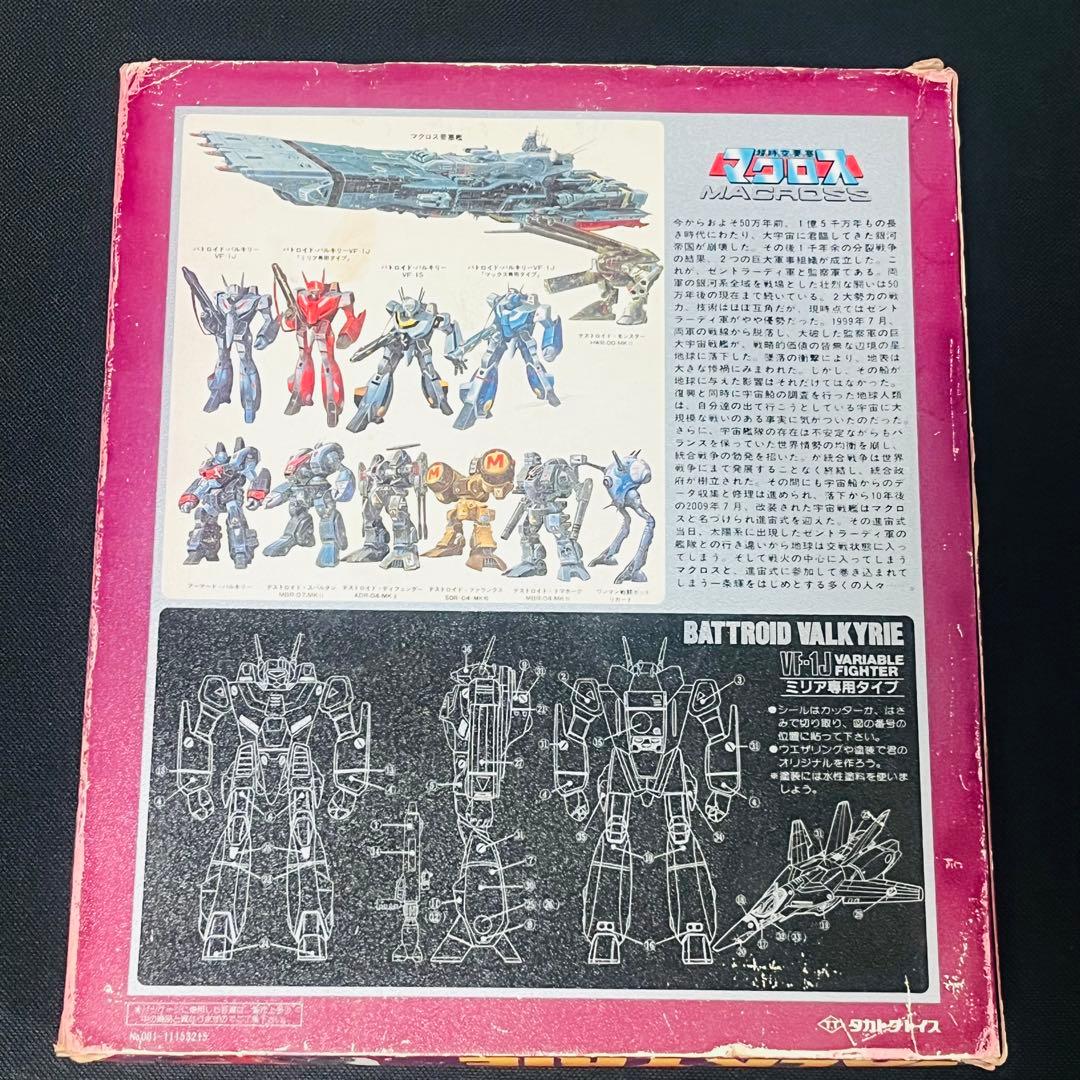 マクロス要塞艦
超時空要塞
マクロス
MACROSS
バトロイド・バルキリー
VF-1J
バトロイド・バルキリーVF-1J
「ミリア専用タイプ」
バトロイド・バルキリー
VF-1S
バトロイド・バルキリーVF-1J
「マックス専用タイプ」
デストロイド・モンスター
HWR-00-MKII
アーマード・バルキリー
デストロイド・スパルタン
MBR-07-MKII
デストロイド・ディフェンダー
ADR-04-MKX
デストロイド・ファランクス
SDR-04-MKXII
デストロイド・トマホーク
MBR-04-MKVI
ワンマン戦闘ポッド
リガード
今からおよそ50万年前、1億5千万年もの長
き時代にわたり、大宇宙に君臨してきた銀河
帝国が崩壊した。その後1千年余の分裂戦争
の結果、2つの巨大軍事組織が成立した。こ
れが、ゼントラーディ軍と監察軍である。両
軍の銀河系全域を戦場とした壮烈な闘いは50
万年後の現在まで続いている。2大勢力の戦
力、技術はほぼ互角だが、現時点ではゼント
ラーディ軍がやや優勢だった。1999年7月、
両軍の戦線から脱落し、大破した監察軍の巨
大宇宙戦艦が、戦略的価値の皆無な辺境の星
地球に落下した。墜落の衝撃により、地表は
大きな惨禍にみまわれた。しかし、その船が
地球に与えた影響はそれだけではなかった。
復興と同時に宇宙船の調査を行った地球人類
は、自分達の出て行こうとしている宇宙に大
規模な戦いのある事実に気がついたのだった。
さらに、宇宙艦隊の存在は不安定ながらもバ
ランスを保っていた世界情勢の均衡を崩し、
統合戦争の勃発を招いた。が統合戦争は世界
戦争にまで発展することなく終結し、統合政
府が樹立された。その間にも宇宙船からのデ
ータ収集と修理は進められ、落下から10年後
の2009年7月、改装された宇宙戦艦はマクロ
スと名づけられ進宙式を迎えた。その進宙式
当日、太陽系に出現したゼントラーディ軍の
艦隊との行き違いから地球は交戦状態に入っ
てしまう。そして戦火の中心に入ってしまう
マクロスと、進宙式に参加して巻き込まれて
しまう一条輝をはじめとする多くの人々
BATTROID VALKYRIE
VF-1J VARIABLE
FIGHTER
ミリア専用タイプ
●シールはカッターか、はさ
みで切り取り、図の番号の
位置に貼って下さい。
●ウエザリングや塗装で君の
オリジナルを作ろう。
※塗装には水性塗料を使いま
しょう。
中の商品と異なりますのでご了承下さい。
No.001-11153215
TT タカトクトイス